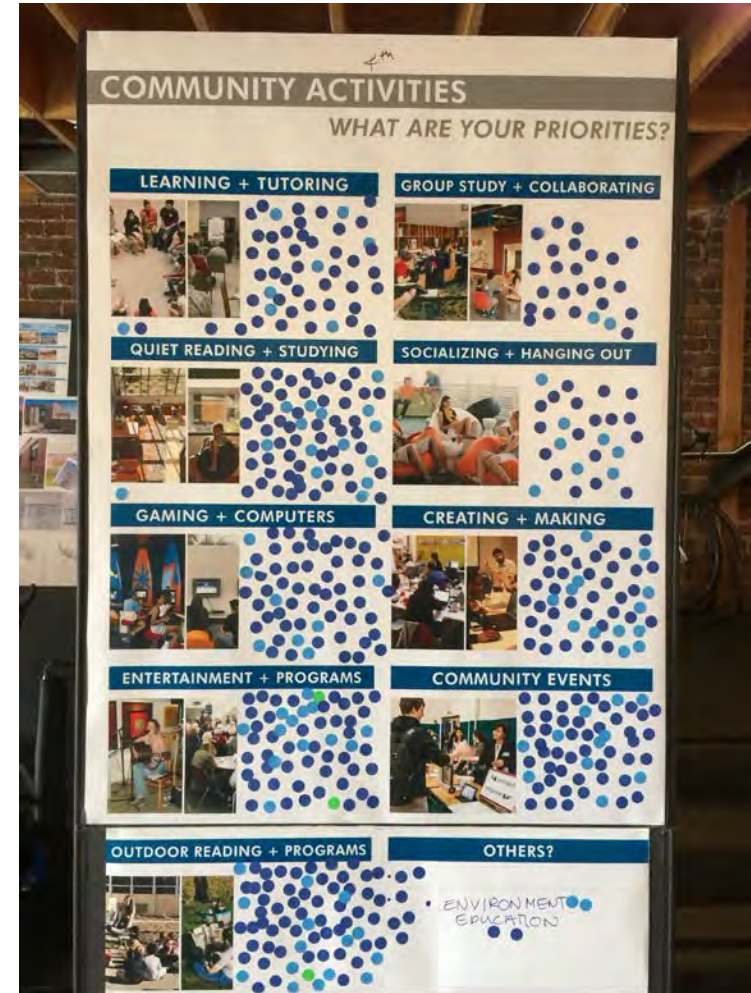 COMMUNITY ACTIVITIES
WHAT ARE YOUR PRIORITIES?
LEARNING + TUTORING
GROUP STUDY + COLLABORATING
QUIET READING + STUDYING
SOCIALIZING + HANGING OUT
GAMING + COMPUTERS
CREATING + MAKING
ENTERTAINMENT + PROGRAMS
COMMUNITY EVENTS
OUTDOOR READING + PROGRAMS
OTHERS?
ENVIRONMENT
EDUCATION